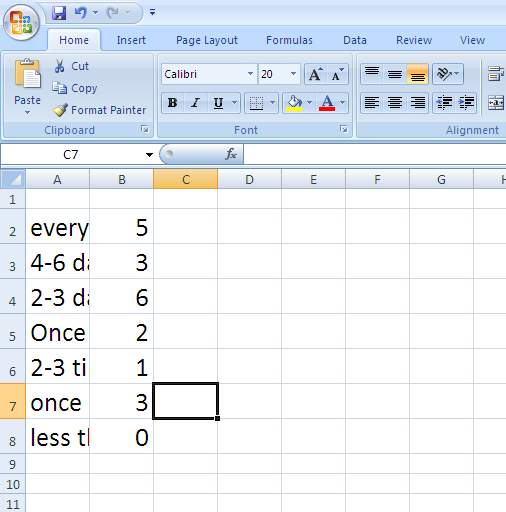 Home Insert Page Layout Formulas Data Review View
Cut
Copy
Format Painter
Paste
Clipboard
Calibri 20 A A
B I U A
Font
Alignment
C7 fx
A B C D E F G H
1
2 every 5
3 4-6 da 3
4 2-3 da 6
5 Once 2
6 2-3 ti 1
7 once 3
8 less th 0
9
10
11